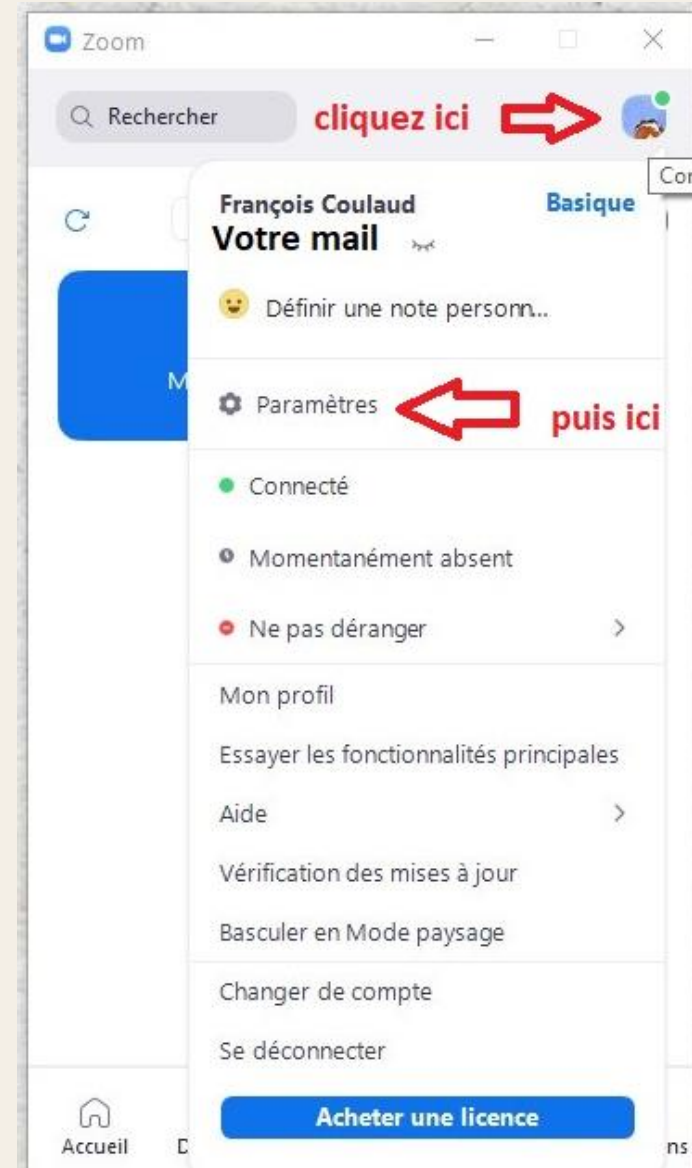 Zoom
Rechercher
cliquez ici
Con
François Coulaud
Basique
Votre mail
Définir une note personn...
M
Paramètres
puis ici
Connecté
Momentanément absent
Ne pas déranger
Mon profil
Essayer les fonctionnalités principales
Aide
Vérification des mises à jour
Basculer en Mode paysage
Changer de compte
Se déconnecter
Acheter une licence
Accueil
D
ns